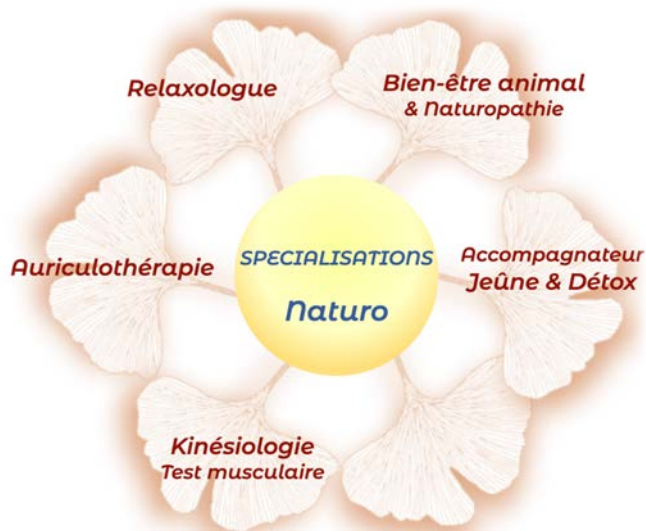 Relaxologue
Bien-être animal
& Naturopathie
Auriculothérapie
SPECIALISATIONS
Naturo
Accompagnateur
Jeûne & Détox
Kinésiologie
Test musculaire